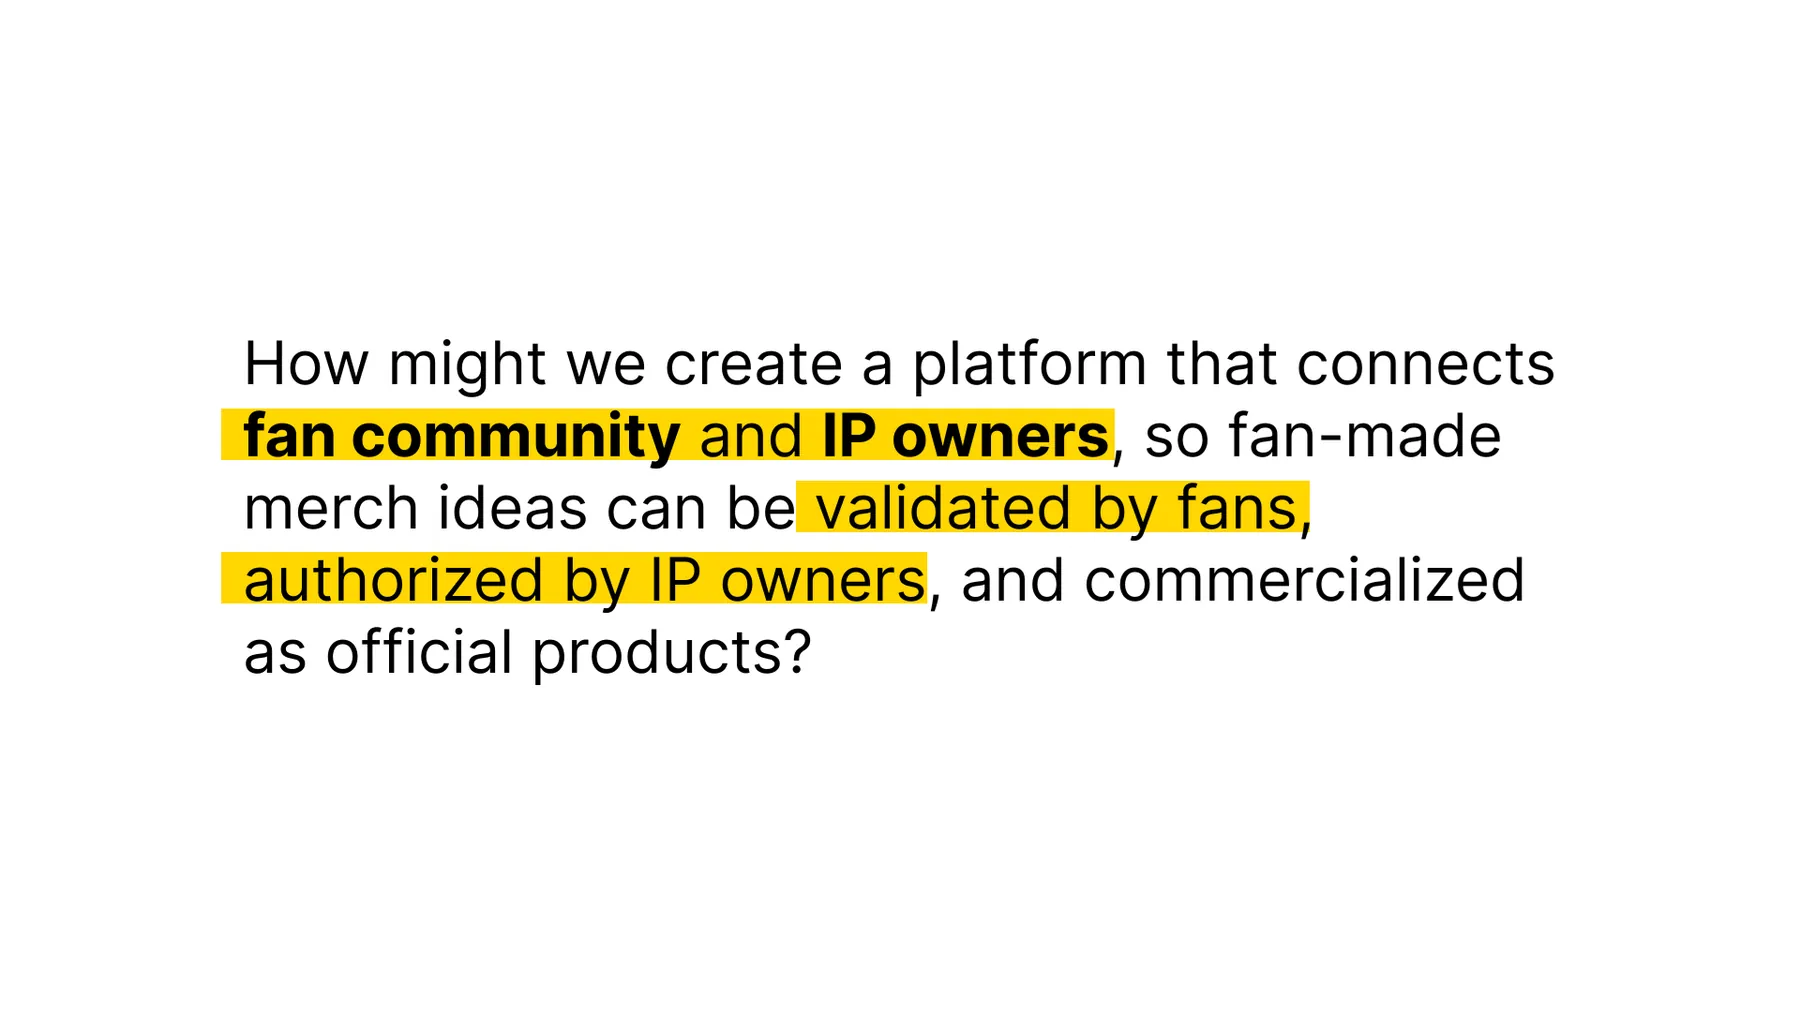 How might we create a platform that connects
fan community and IP owners, so fan-made
merch ideas can be validated by fans,
authorized by IP owners, and commercialized
as official products?